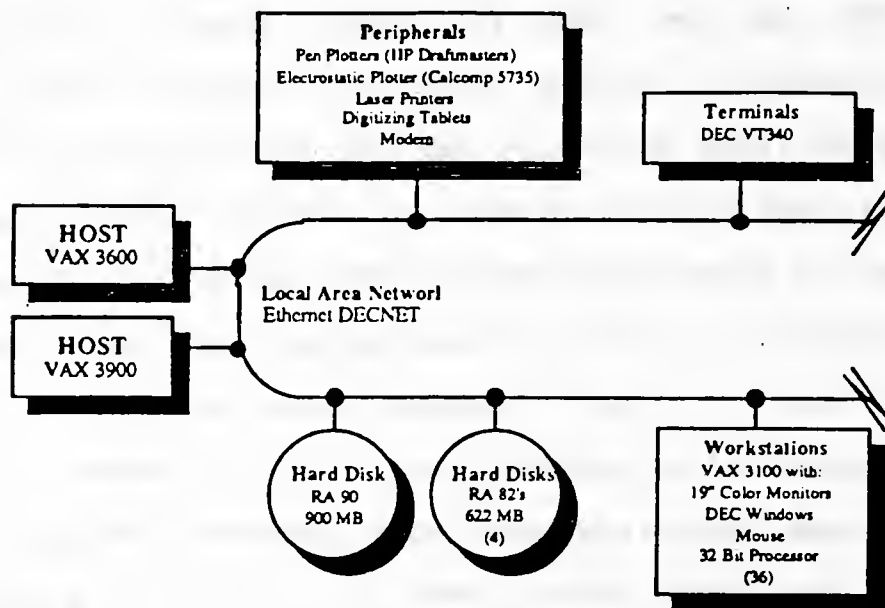 Peripherals
Pen Plotters (HP Draftmasters)
Electrostatic Plotter (Calcomp 5735)
Laser Printers
Digitizing Tablets
Modem
Terminals
DEC VT340
HOST
VAX 3600
Local Area Network
Ethernet DECNET
HOST
VAX 3900
Hard Disk
RA 90
900 MB
Hard Disks
RA 82's
622 MB
(4)
Workstations
VAX 3100 with:
19" Color Monitors
DEC Windows
Mouse
32 Bit Processor
(36)